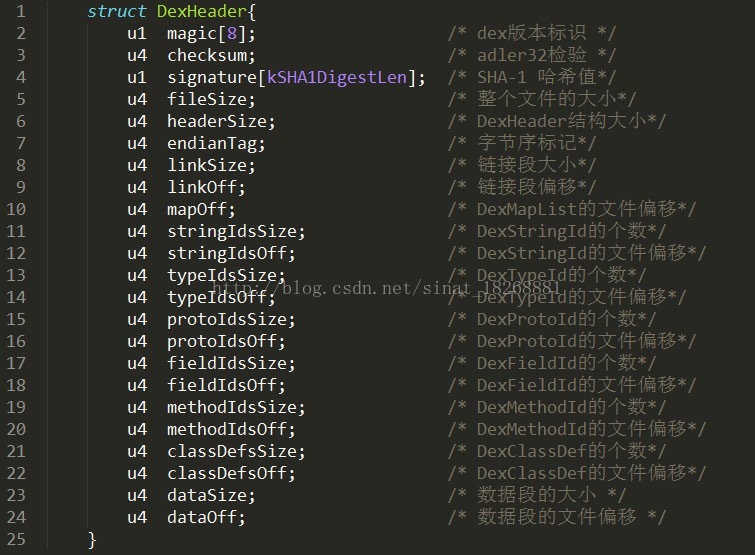 1 struct DexHeader{
2 u1 magic[8]; /* dex版本标识 */
3 u4 checksum; /* adler32检验 */
4 u1 signature[kSHA1DigestLen]; /* SHA-1 哈希值*/
5 u4 fileSize; /* 整个文件的大小*/
6 u4 headerSize; /* DexHeader结构大小*/
7 u4 endianTag; /* 字节序标记*/
8 u4 linkSize; /* 链接段大小*/
9 u4 linkOff; /* 链接段偏移*/
10 u4 mapOff; /* DexMapList的文件偏移*/
11 u4 stringIdsSize; /* DexStringId的个数*/
12 u4 stringIdsOff; /* DexStringId的文件偏移*/
13 u4 typeIdsSize; /* DexTypeId的个数*/
http://blog.csdn.net/sinat_18268881
14 u4 typeIdsOff; /* DexTypeId的文件偏移*/
15 u4 protoIdsSize; /* DexProtoId的个数*/
16 u4 protoIdsOff; /* DexProtoId的文件偏移*/
17 u4 fieldIdsSize; /* DexFieldId的个数*/
18 u4 fieldIdsOff; /* DexFieldId的文件偏移*/
19 u4 methodIdsSize; /* DexMethodId的个数*/
20 u4 methodIdsOff; /* DexMethodId的文件偏移*/
21 u4 classDefsSize; /* DexClassDef的个数*/
22 u4 classDefsOff; /* DexClassDef的文件偏移*/
23 u4 dataSize; /* 数据段的大小 */
24 u4 dataOff; /* 数据段的文件偏移 */
25 }